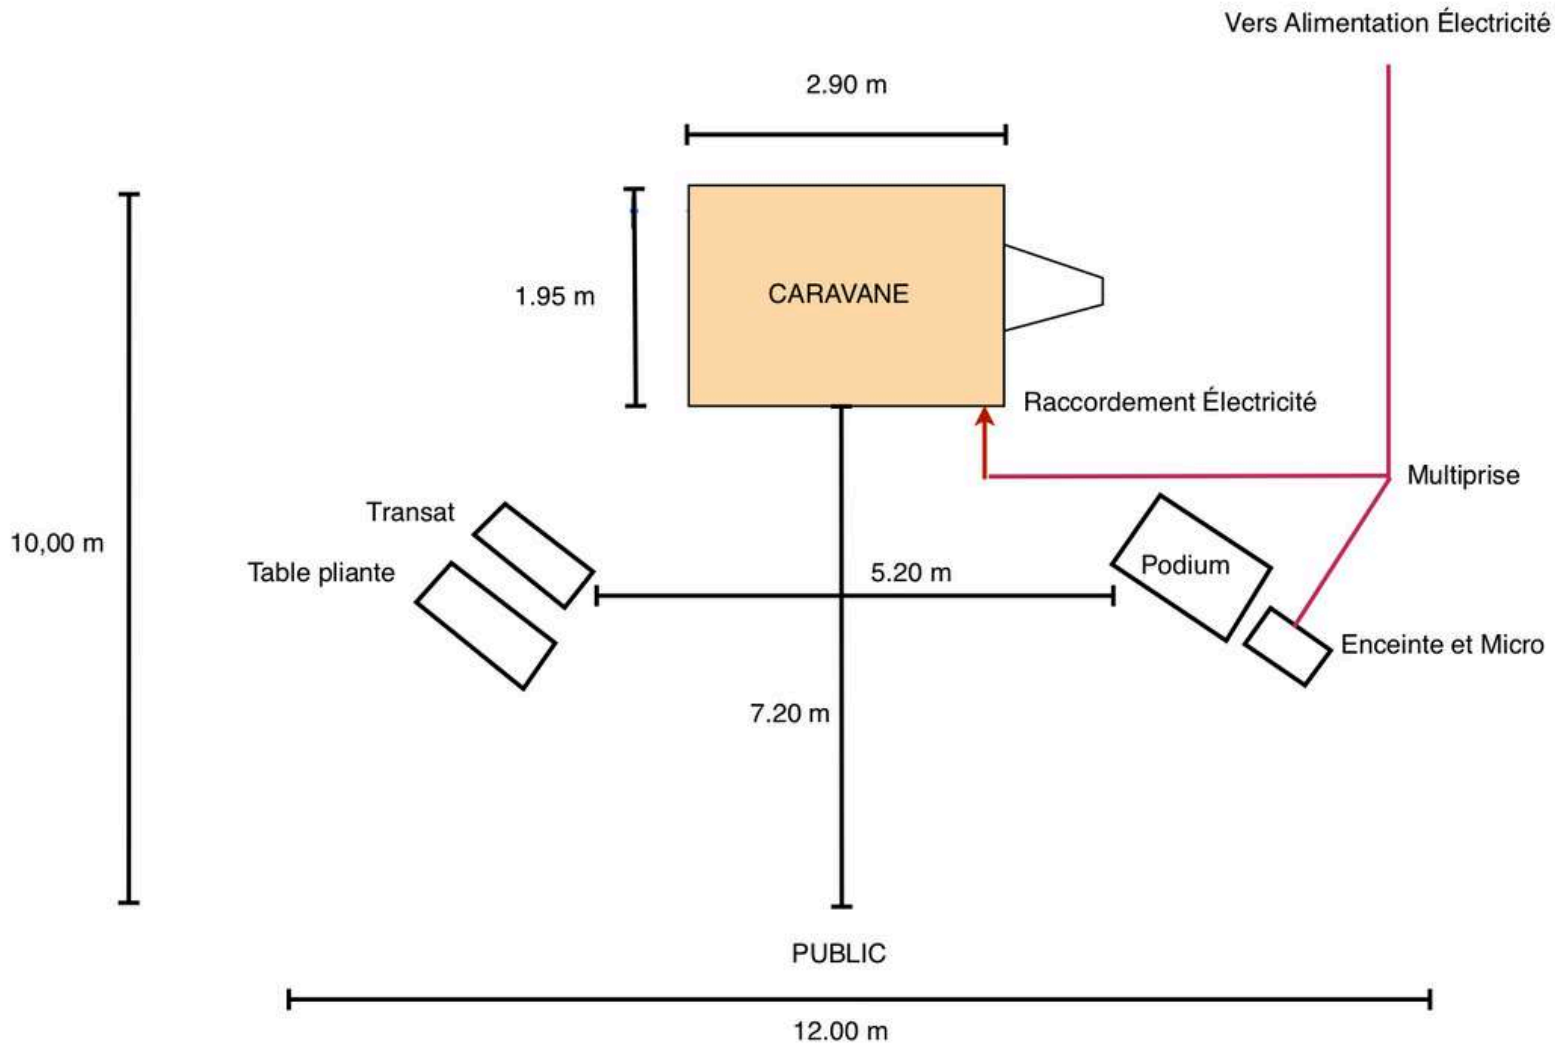 Vers Alimentation Électricité
2.90 m
1.95 m
CARAVANE
Raccordement Électricité
Multiprise
Transat
10,00 m
Table pliante
5.20 m
Podium
Enceinte et Micro
7.20 m
PUBLIC
12.00 m